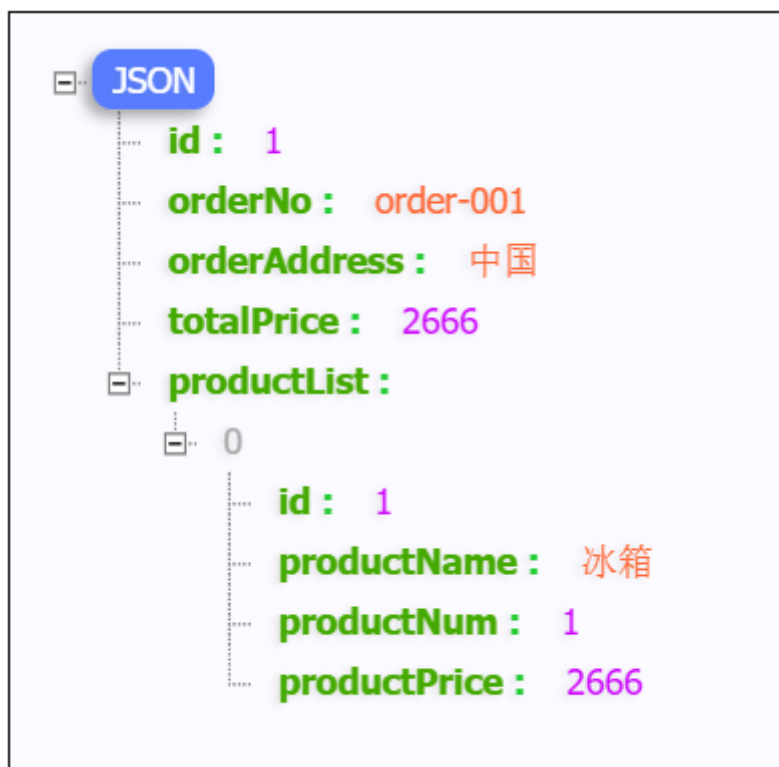 JSON
id : 1
orderNo : order-001
orderAddress : 中国
totalPrice : 2666
productList :
0
id : 1
productName : 冰箱
productNum : 1
productPrice : 2666